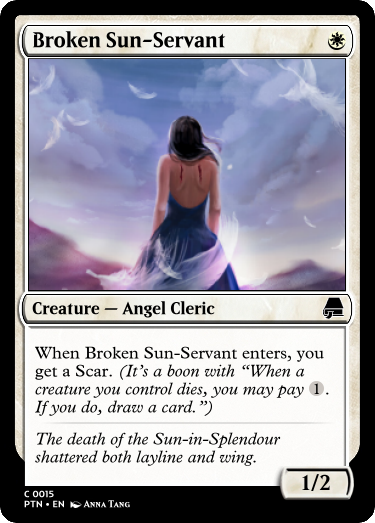 Broken Sun-Servant
Creature — Angel Cleric
When Broken Sun-Servant enters, you
get a Scar. (It's a boon with “When a
creature you control dies, you may pay 1.
If you do, draw a card.”)
The death of the Sun-in-Splendour
shattered both layline and wing.
1/2
C 0015
PTN • EN Anna Tang